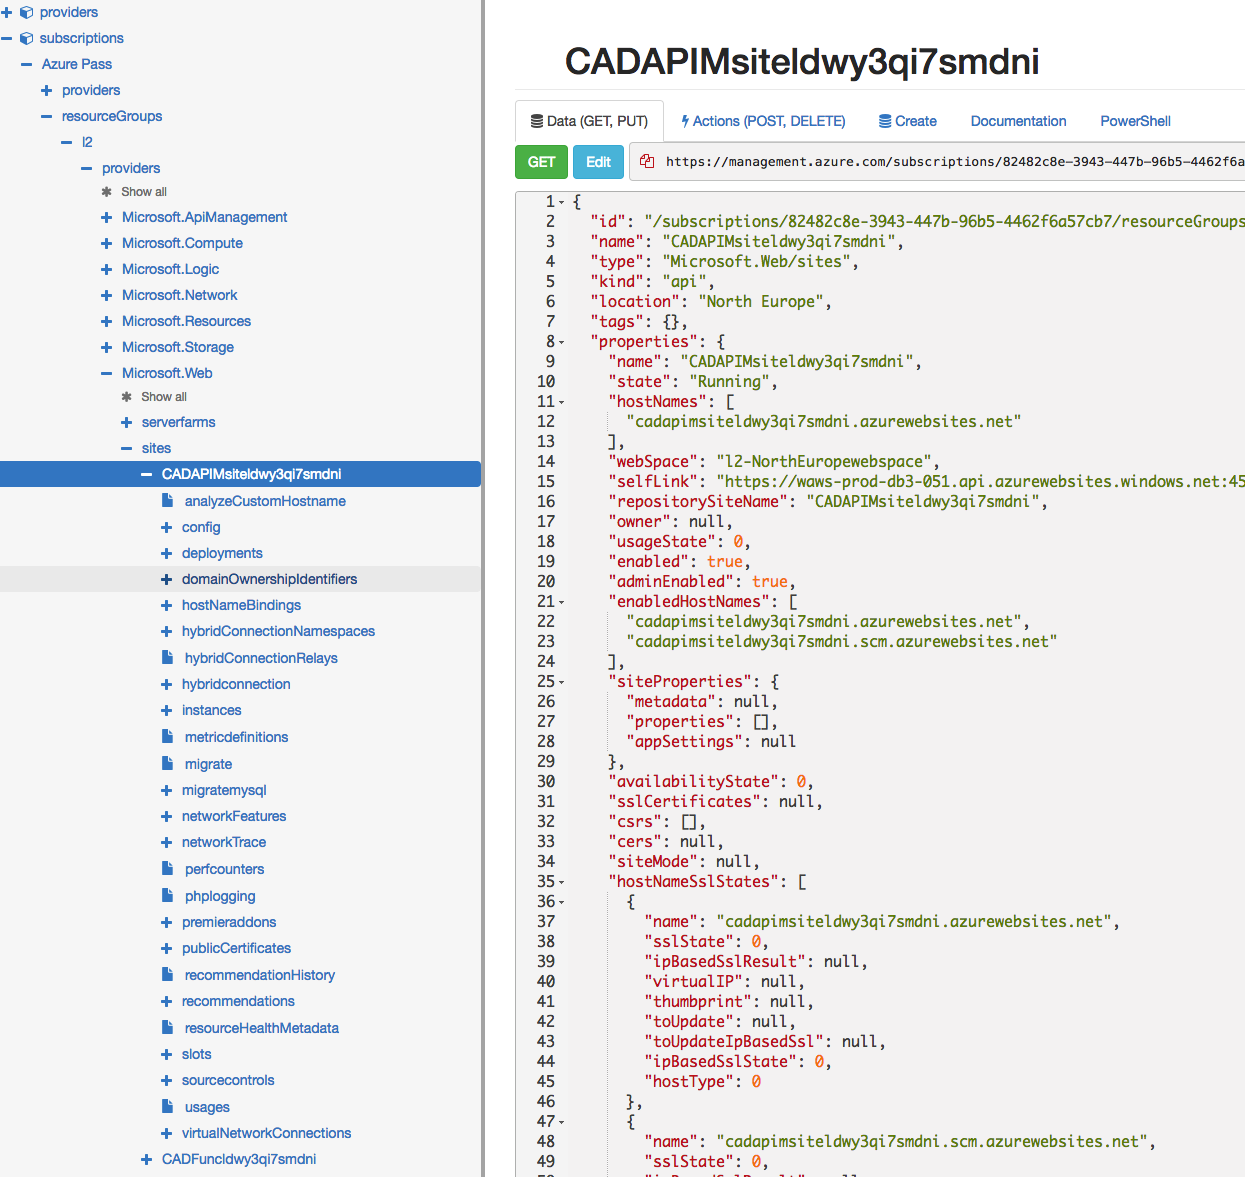 providers
subscriptions
Azure Pass
providers
resourceGroups
l2
providers
Show all
Microsoft.ApiManagement
Microsoft.Compute
Microsoft.Logic
Microsoft.Network
Microsoft.Resources
Microsoft.Storage
Microsoft.Web
Show all
serverfarms
sites
CADAPIMsiteldwy3qi7smdni
analyzeCustomHostname
config
deployments
domainOwnershipIdentifiers
hostNameBindings
hybridConnectionNamespaces
hybridConnectionRelays
hybridconnection
instances
metricdefinitions
migrate
migratemysql
networkFeatures
networkTrace
perfcounters
phplogging
premieraddons
publicCertificates
recommendationHistory
recommendations
resourceHealthMetadata
slots
sourcecontrols
usages
virtualNetworkConnections
CADFuncldwy3qi7smdni
CADAPIMsiteldwy3qi7smdni
Data (GET, PUT) Actions (POST, DELETE) Create Documentation PowerShell
GET Edit https://management.azure.com/subscriptions/82482c8e-3943-447b-96b5-4462f6a
1 {
2 "id": "/subscriptions/82482c8e-3943-447b-96b5-4462f6a57cb7/resourceGroups
3 "name": "CADAPIMsiteldwy3qi7smdni",
4 "type": "Microsoft.Web/sites",
5 "kind": "api",
6 "location": "North Europe",
7 "tags": {},
8 "properties": {
9 "name": "CADAPIMsiteldwy3qi7smdni",
10 "state": "Running",
11 "hostNames": [
12 "cadapimsiteldwy3qi7smdni.azurewebsites.net"
13 ],
14 "webSpace": "l2-NorthEuropewebspace",
15 "selfLink": "https://waws-prod-db3-051.api.azurewebsites.windows.net:45
16 "repositorySiteName": "CADAPIMsiteldwy3qi7smdni",
17 "owner": null,
18 "usageState": 0,
19 "enabled": true,
20 "adminEnabled": true,
21 "enabledHostNames": [
22 "cadapimsiteldwy3qi7smdni.azurewebsites.net",
23 "cadapimsiteldwy3qi7smdni.scm.azurewebsites.net"
24 ],
25 "siteProperties": {
26 "metadata": null,
27 "properties": [],
28 "appSettings": null
29 },
30 "availabilityState": 0,
31 "sslCertificates": null,
32 "csrs": [],
33 "cers": null,
34 "siteMode": null,
35 "hostNameSslStates": [
36 {
37 "name": "cadapimsiteldwy3qi7smdni.azurewebsites.net",
38 "sslState": 0,
39 "ipBasedSslResult": null,
40 "virtualIP": null,
41 "thumbprint": null,
42 "toUpdate": null,
43 "toUpdateIpBasedSsl": null,
44 "ipBasedSslState": 0,
45 "hostType": 0
46 },
47 {
48 "name": "cadapimsiteldwy3qi7smdni.scm.azurewebsites.net",
49 "sslState": 0,